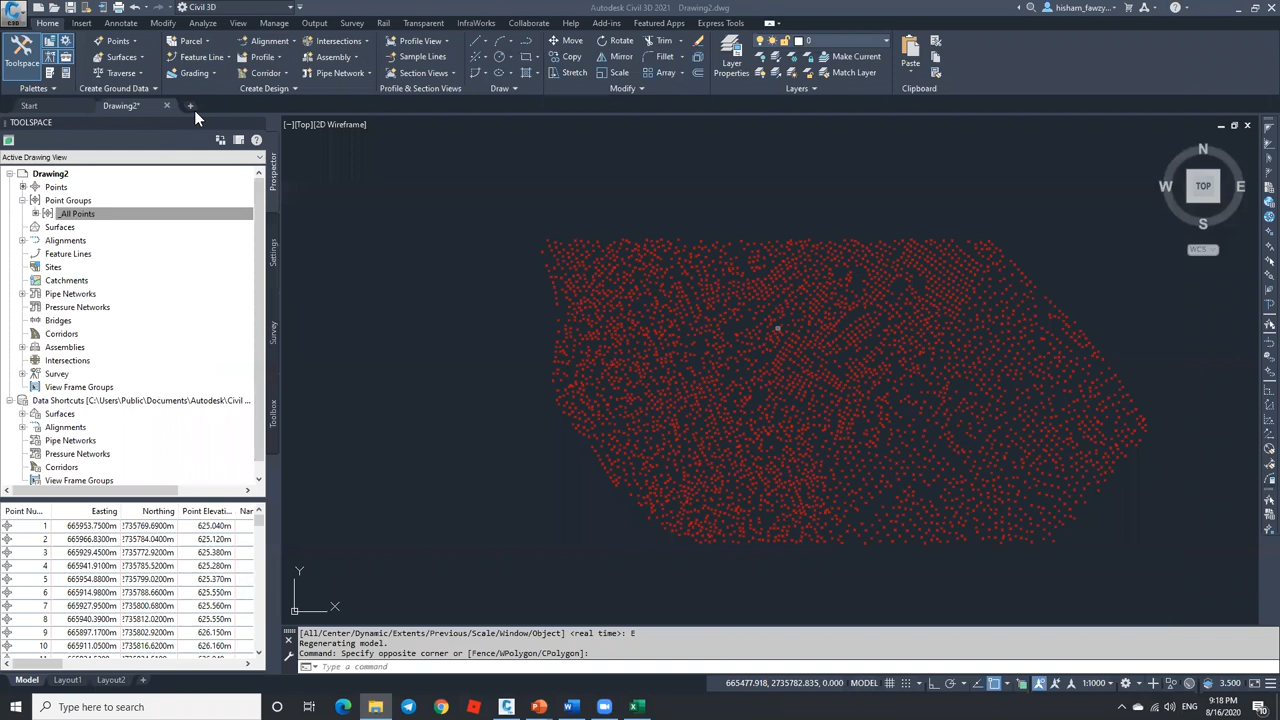 C3D Civil 3D Autodesk Civil 3D 2021 Drawing2.dwg hisham_fawzy...
Home Insert Annotate Modify Analyze View Manage Output Survey Rail Transparent InfraWorks Collaborate Help Add-ins Featured Apps Express Tools
Points Parcel Alignment Intersections Profile View Move Rotate Trim 0
Toolspace Surfaces Feature Line Profile Assembly Sample Lines Copy Mirror Fillet Layer Properties Make Current Paste
Traverse Grading Corridor Pipe Network Section Views Stretch Scale Array Match Layer
Palettes Create Ground Data Create Design Profile & Section Views Draw Modify Layers Clipboard
Start Drawing2*
TOOLSPACE
[−][Top][2D Wireframe]
Active Drawing View
Drawing2
Points
Point Groups
_All Points
Surfaces
Alignments
Feature Lines
Sites
Catchments
Pipe Networks
Pressure Networks
Bridges
Corridors
Assemblies
Intersections
Survey
View Frame Groups
Data Shortcuts [C:\Users\Public\Documents\Autodesk\Civil ...
Surfaces
Alignments
Pipe Networks
Pressure Networks
Corridors
View Frame Groups
Prospector
Settings
Survey
Toolbox
N
W TOP E
S
WCS
Point Nu... Easting Northing Point Elevati... Nar
1 665953.7500m !735769.6900m 625.040m
2 665966.8300m !735784.0400m 625.120m
3 665929.4500m !735772.9200m 625.380m
4 665941.9100m !735785.5200m 625.280m
5 665954.8800m !735799.0200m 625.370m
6 665914.9800m !735788.6600m 625.550m
7 665927.9500m !735800.6800m 625.560m
8 665940.3900m !735812.0200m 625.550m
9 665897.1700m !735802.9200m 626.150m
10 665911.0500m !735816.6200m 626.160m
Y
X
[All/Center/Dynamic/Extents/Previous/Scale/Window/Object] <real time>: E
Regenerating model.
Command: Specify opposite corner or [Fence/WPolygon/CPolygon]:
Type a command
Model Layout1 Layout2
665477.918, 2735782.835, 0.000 MODEL 1:1000 3.500
Type here to search
ENG 9:18 PM
8/16/2020